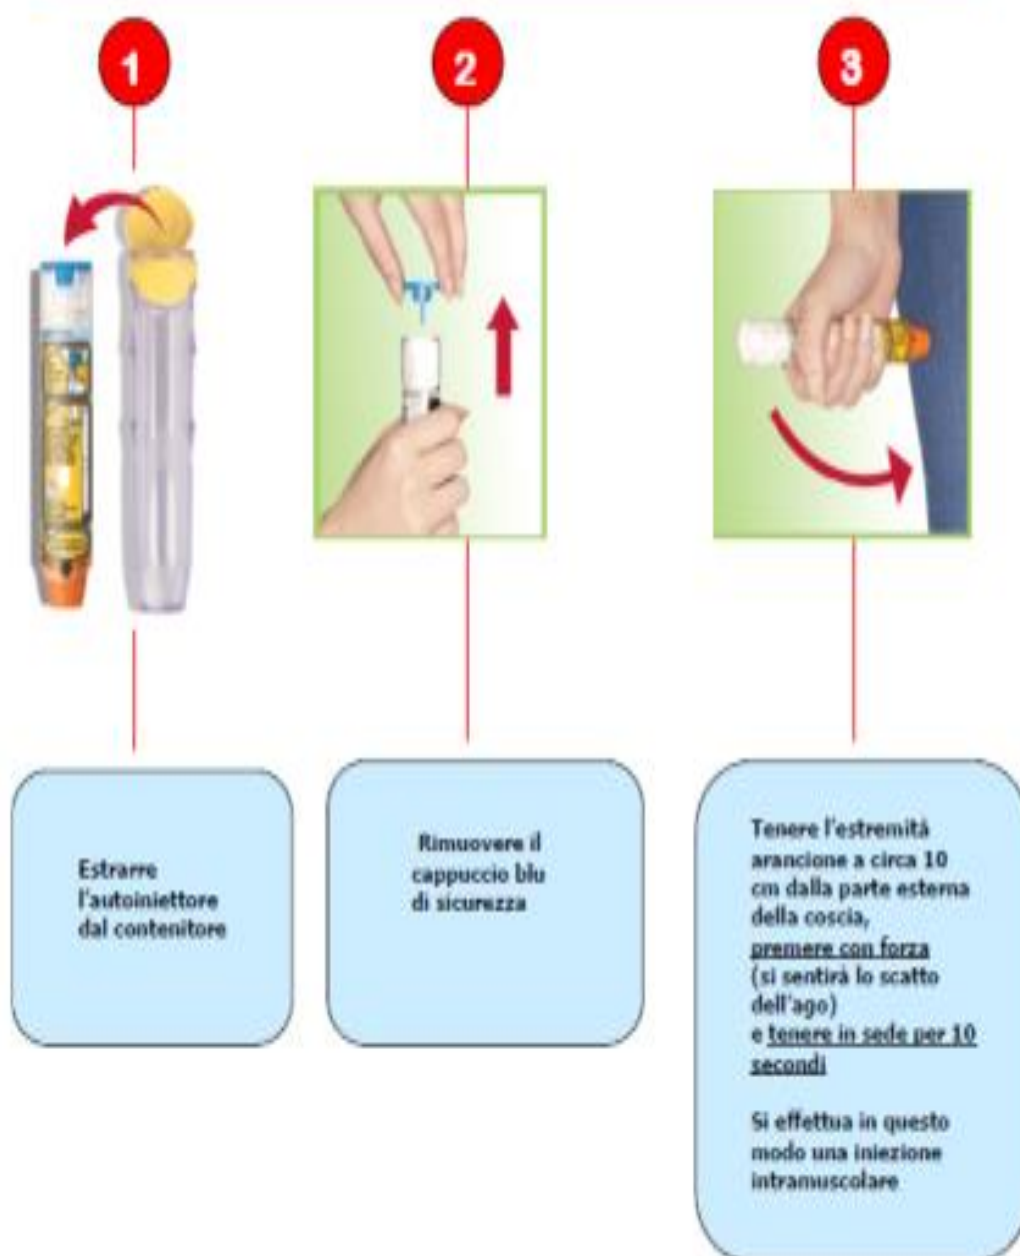 1
2
3
Estrarre
l'autoiniettore
dal contenitore
Rimuovere il
cappuccio blu
di sicurezza
Tenere l'estremità
arancione a circa 10
cm dalla parte esterna
della coscia,
premere con forza
(si sentirà lo scatto
dell'ago)
e tenere in sede per 10
secondi
Si effettua in questo
modo una iniezione
intramuscolare